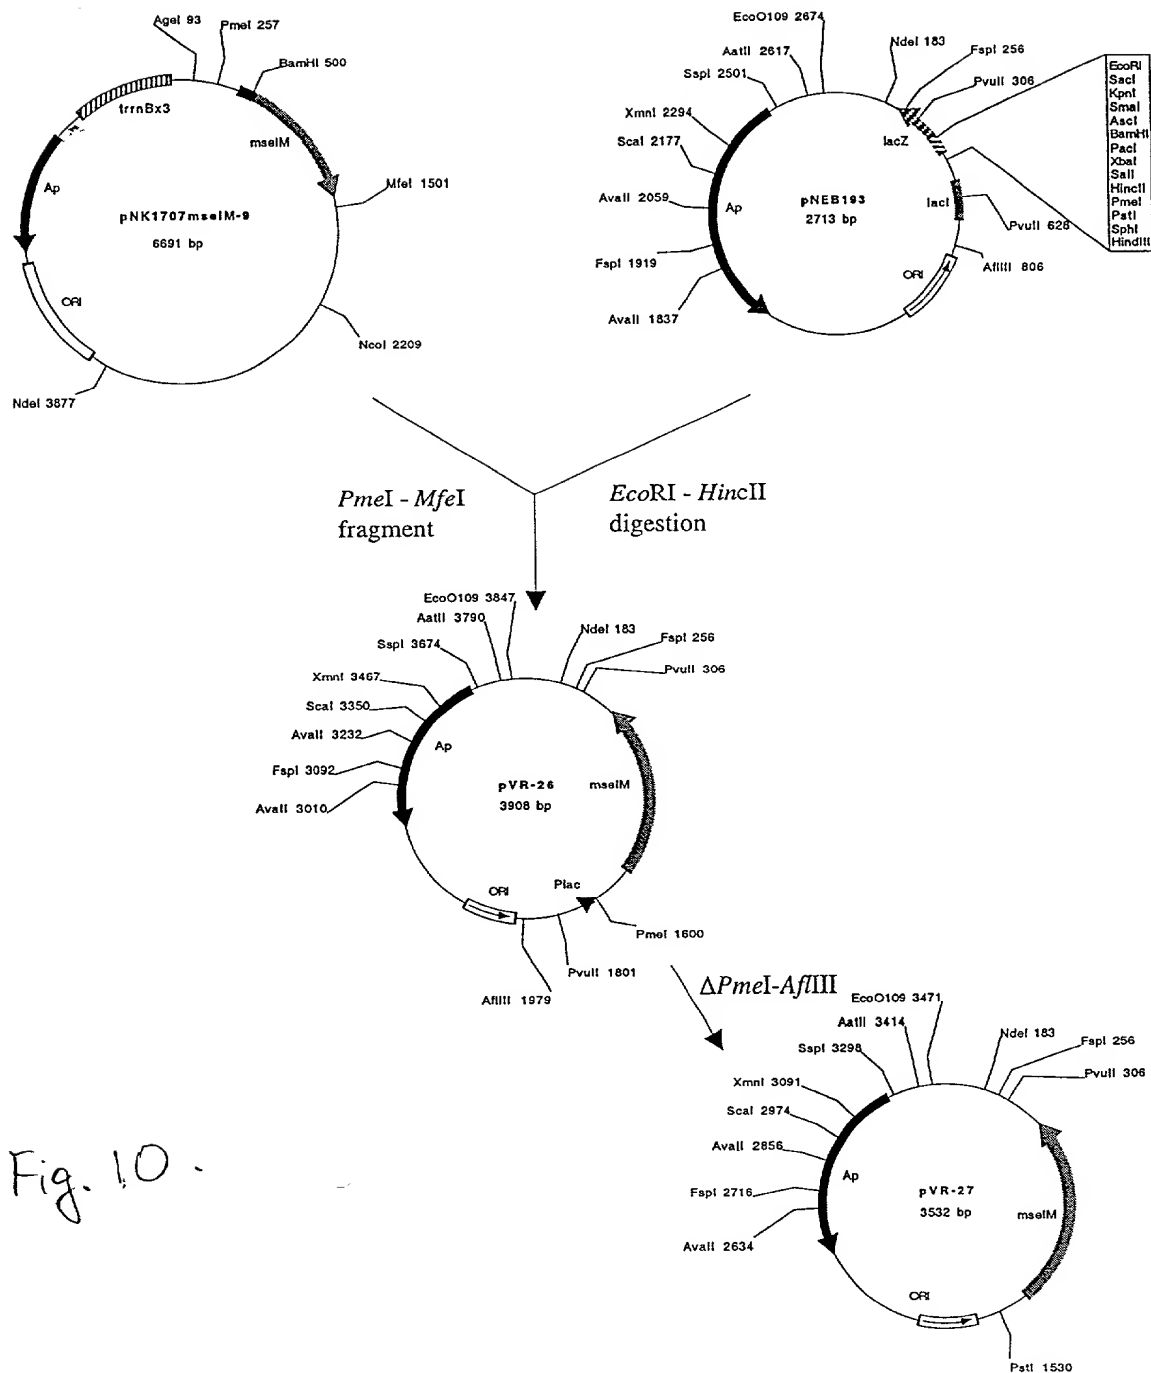 AgeI 93
PmeI 257
BamHI 500
trrnBx3
mseIM
Ap
MfeI 1501
pNK1707mseIM-9
6691 bp
ORI
NcoI 2209
NdeI 3877
EcoO109 2674
NdeI 183
FspI 256
AatII 2617
PvuII 306
SspI 2501
XmnI 2294
lacZ
ScaI 2177
AvaII 2059
Ap
pNEB193
2713 bp
lacI
PvuII 628
FspI 1919
AflIII 806
ORI
AvaII 1837
EcoRI
SacI
KpnI
SmaI
AscI
BamHI
PacI
XbaI
SalI
HincII
PmeI
PstI
SphI
HindIII
PmeI - MfeI
fragment
EcoRI - HincII
digestion
EcoO109 3847
AatII 3790
NdeI 183
SspI 3674
FspI 256
PvuII 306
XmnI 3467
ScaI 3350
AvaII 3232
Ap
FspI 3092
pVR-26
mseIM
3908 bp
AvaII 3010
ORI
Plac
PmeI 1600
PvuII 1801
AflIII 1979
ΔPmeI-AflIII
EcoO109 3471
AatII 3414
NdeI 183
SspI 3298
FspI 256
PvuII 306
XmnI 3091
ScaI 2974
AvaII 2856
Ap
FspI 2716
pVR-27
3532 bp
mseIM
AvaII 2634
ORI
PstI 1530
Fig. 10.